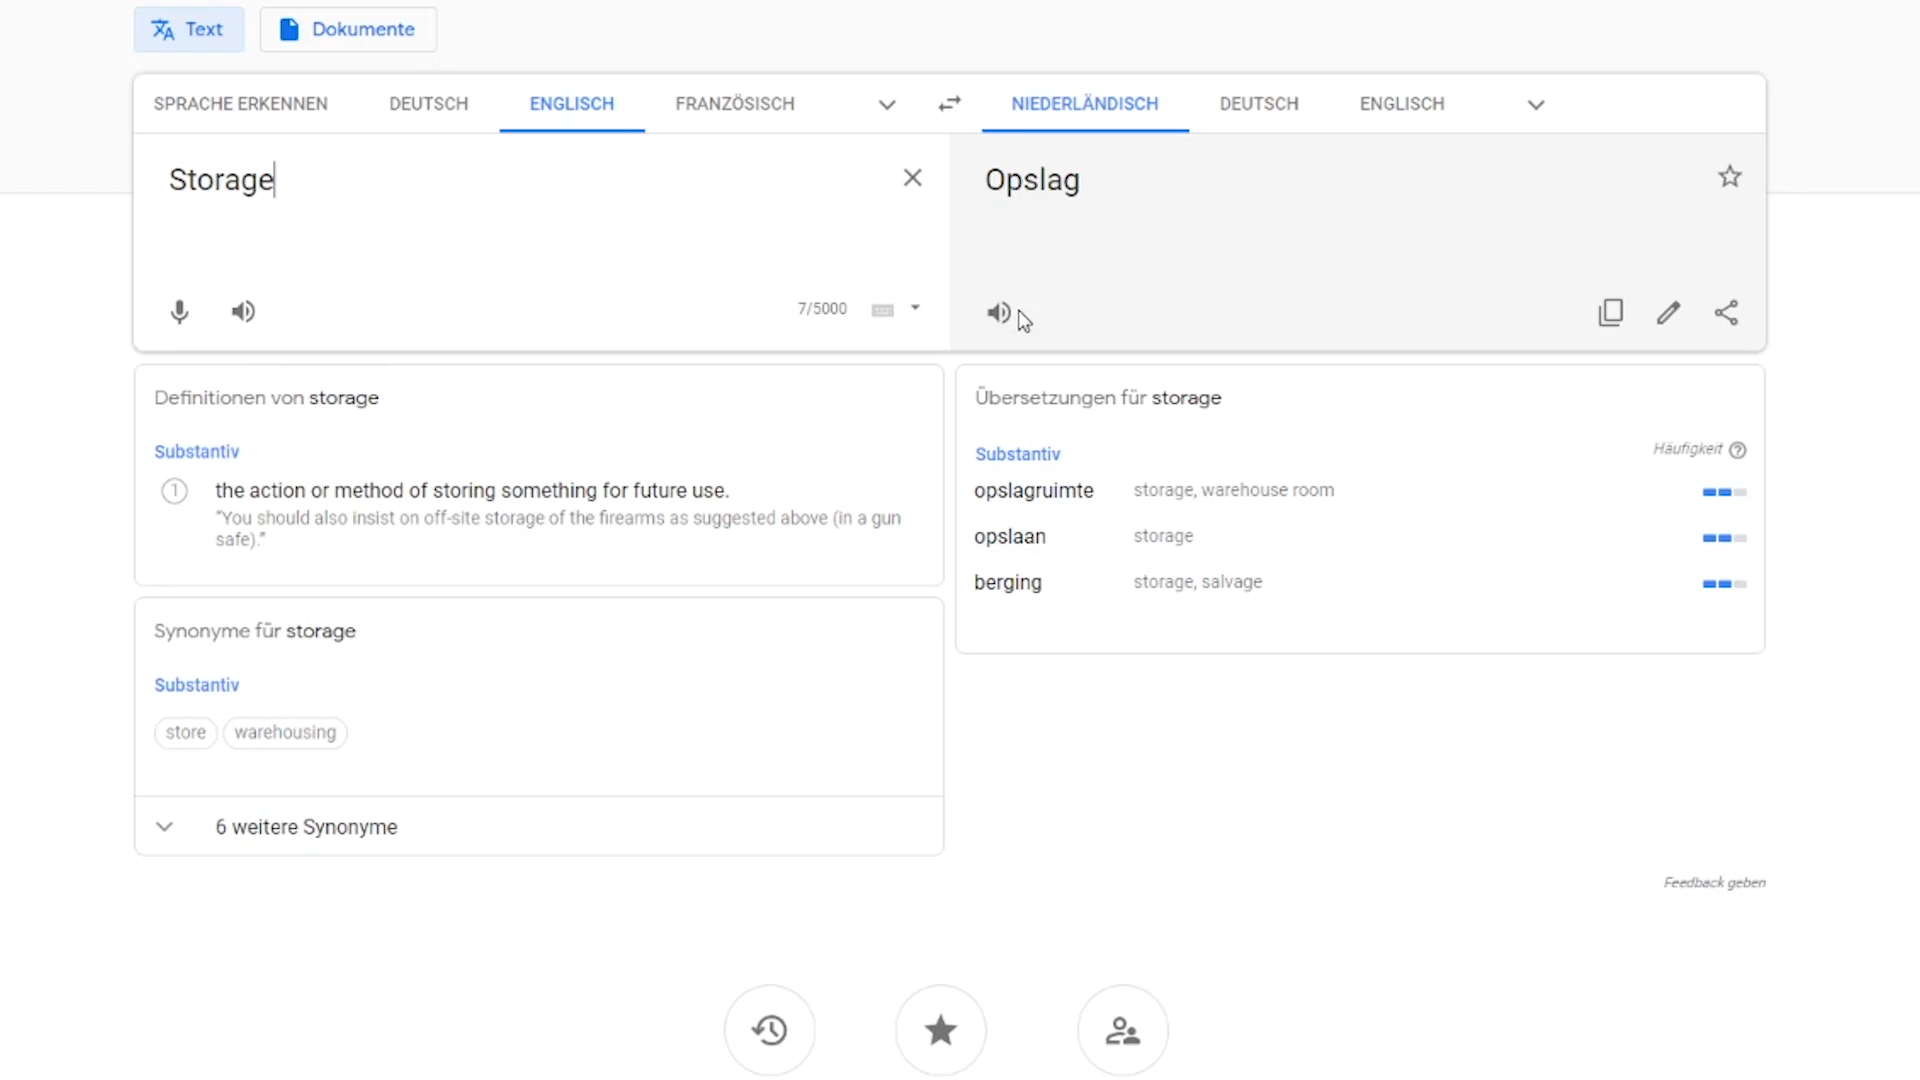 Text
Dokumente
SPRACHE ERKENNEN DEUTSCH ENGLISCH FRANZÖSISCH NIEDERLÄNDISCH DEUTSCH ENGLISCH
Storage
Opslag
7/5000
Definitionen von storage
Substantiv
1 the action or method of storing something for future use.
"You should also insist on off-site storage of the firearms as suggested above (in a gun
safe)."
Synonyme für storage
Substantiv
store warehousing
6 weitere Synonyme
Übersetzungen für storage
Substantiv Häufigkeit ?
opslagruimte storage, warehouse room
opslaan storage
berging storage, salvage
Feedback geben